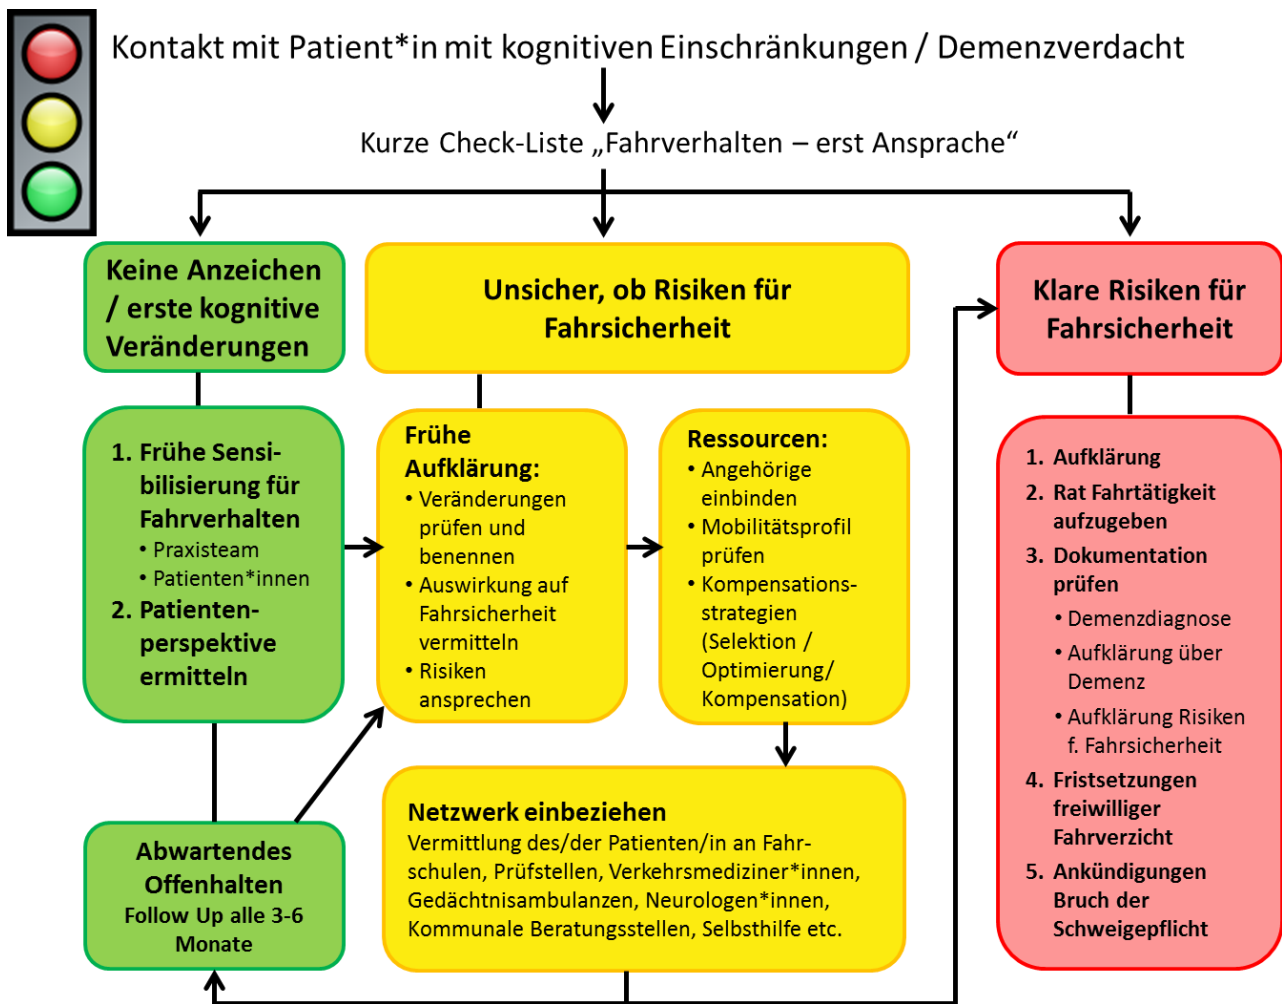 Kontakt mit Patient*in mit kognitiven Einschränkungen / Demenzverdacht
Kurze Check-Liste „Fahrverhalten – erst Ansprache“
Keine Anzeichen
/ erste kognitive
Veränderungen
1. Frühe Sensi-
bilisierung für
Fahrverhalten
• Praxisteam
• Patienten*innen
2. Patienten-
perspektive
ermitteln
Abwartendes
Offenhalten
Follow Up alle 3-6
Monate
Unsicher, ob Risiken für
Fahrsicherheit
Frühe
Aufklärung:
• Veränderungen
prüfen und
benennen
• Auswirkung auf
Fahrsicherheit
vermitteln
• Risiken
ansprechen
Ressourcen:
• Angehörige
einbinden
• Mobilitätsprofil
prüfen
• Kompensations-
strategien
(Selektion /
Optimierung/
Kompensation)
Netzwerk einbeziehen
Vermittlung des/der Patienten/in an Fahr-
schulen, Prüfstellen, Verkehrsmediziner*innen,
Gedächtnisambulanzen, Neurologen*innen,
Kommunale Beratungsstellen, Selbsthilfe etc.
Klare Risiken für
Fahrsicherheit
1. Aufklärung
2. Rat Fahrtätigkeit
aufzugeben
3. Dokumentation
prüfen
• Demenzdiagnose
• Aufklärung über
Demenz
• Aufklärung Risiken
f. Fahrsicherheit
4. Fristsetzungen
freiwilliger
Fahrverzicht
5. Ankündigungen
Bruch der
Schweigepflicht